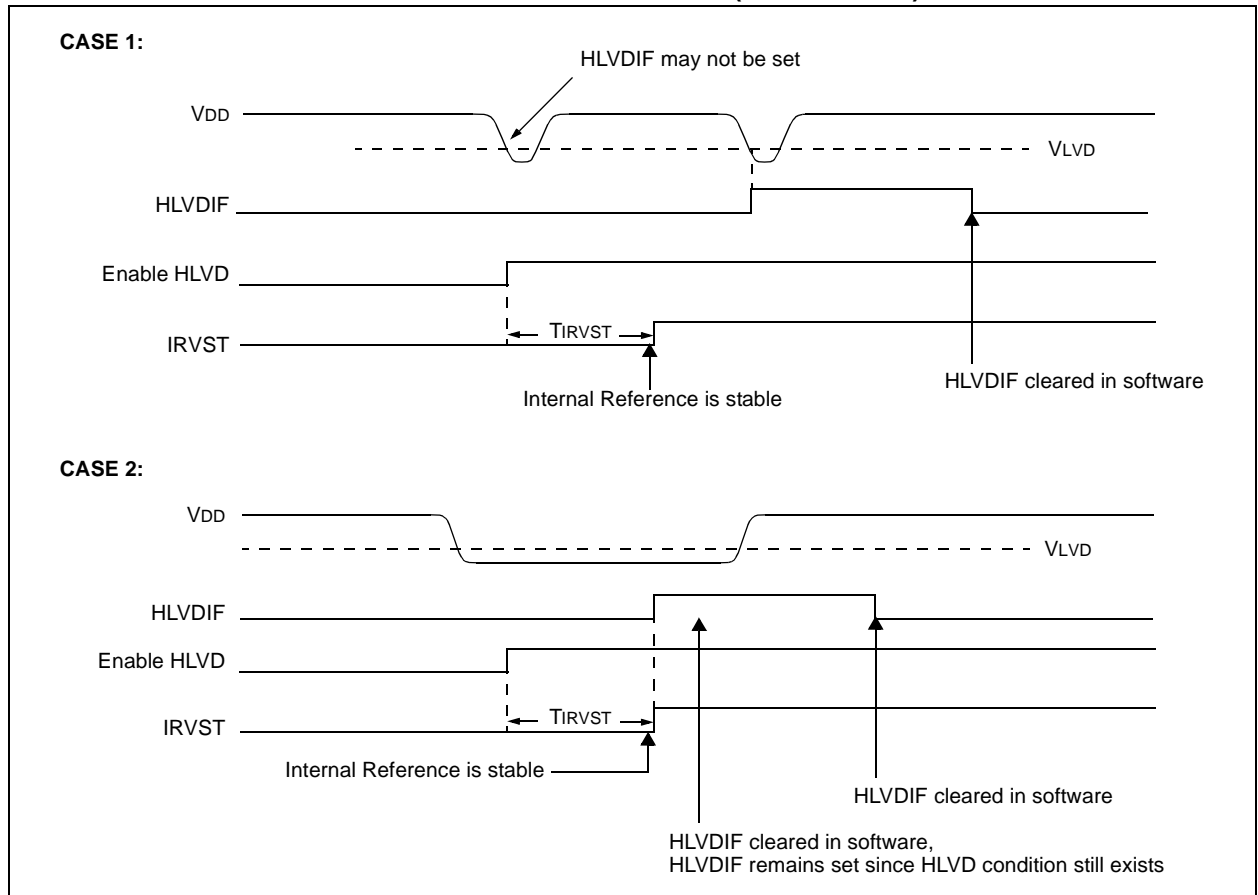 CASE 1:
HLVDIF may not be set
VDD
VLVD
HLVDIF
Enable HLVD
TIRVST
IRVST
HLVDIF cleared in software
Internal Reference is stable
CASE 2:
VDD
VLVD
HLVDIF
Enable HLVD
TIRVST
IRVST
Internal Reference is stable
HLVDIF cleared in software
HLVDIF cleared in software,
HLVDIF remains set since HLVD condition still exists